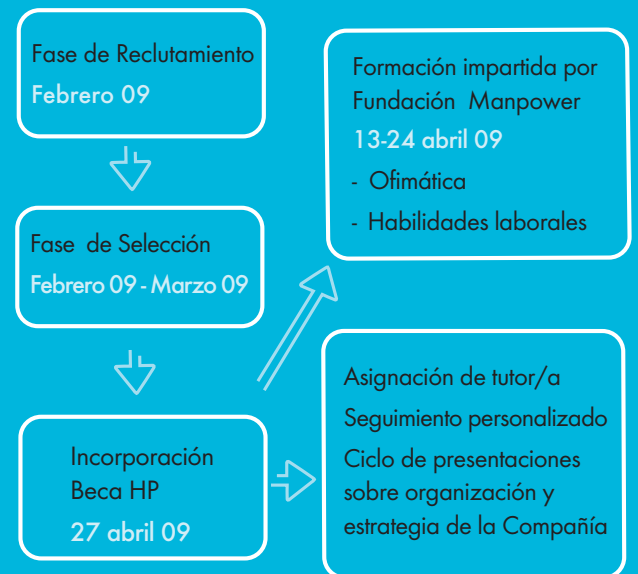 Fase de Reclutamiento
Febrero 09
Fase de Selección
Febrero 09 - Marzo 09
Incorporación
Beca HP
27 abril 09
Formación impartida por
Fundación Manpower
13-24 abril 09
- Ofimática
- Habilidades laborales
Asignación de tutor/a
Seguimiento personalizado
Ciclo de presentaciones
sobre organización y
estrategia de la Compañía